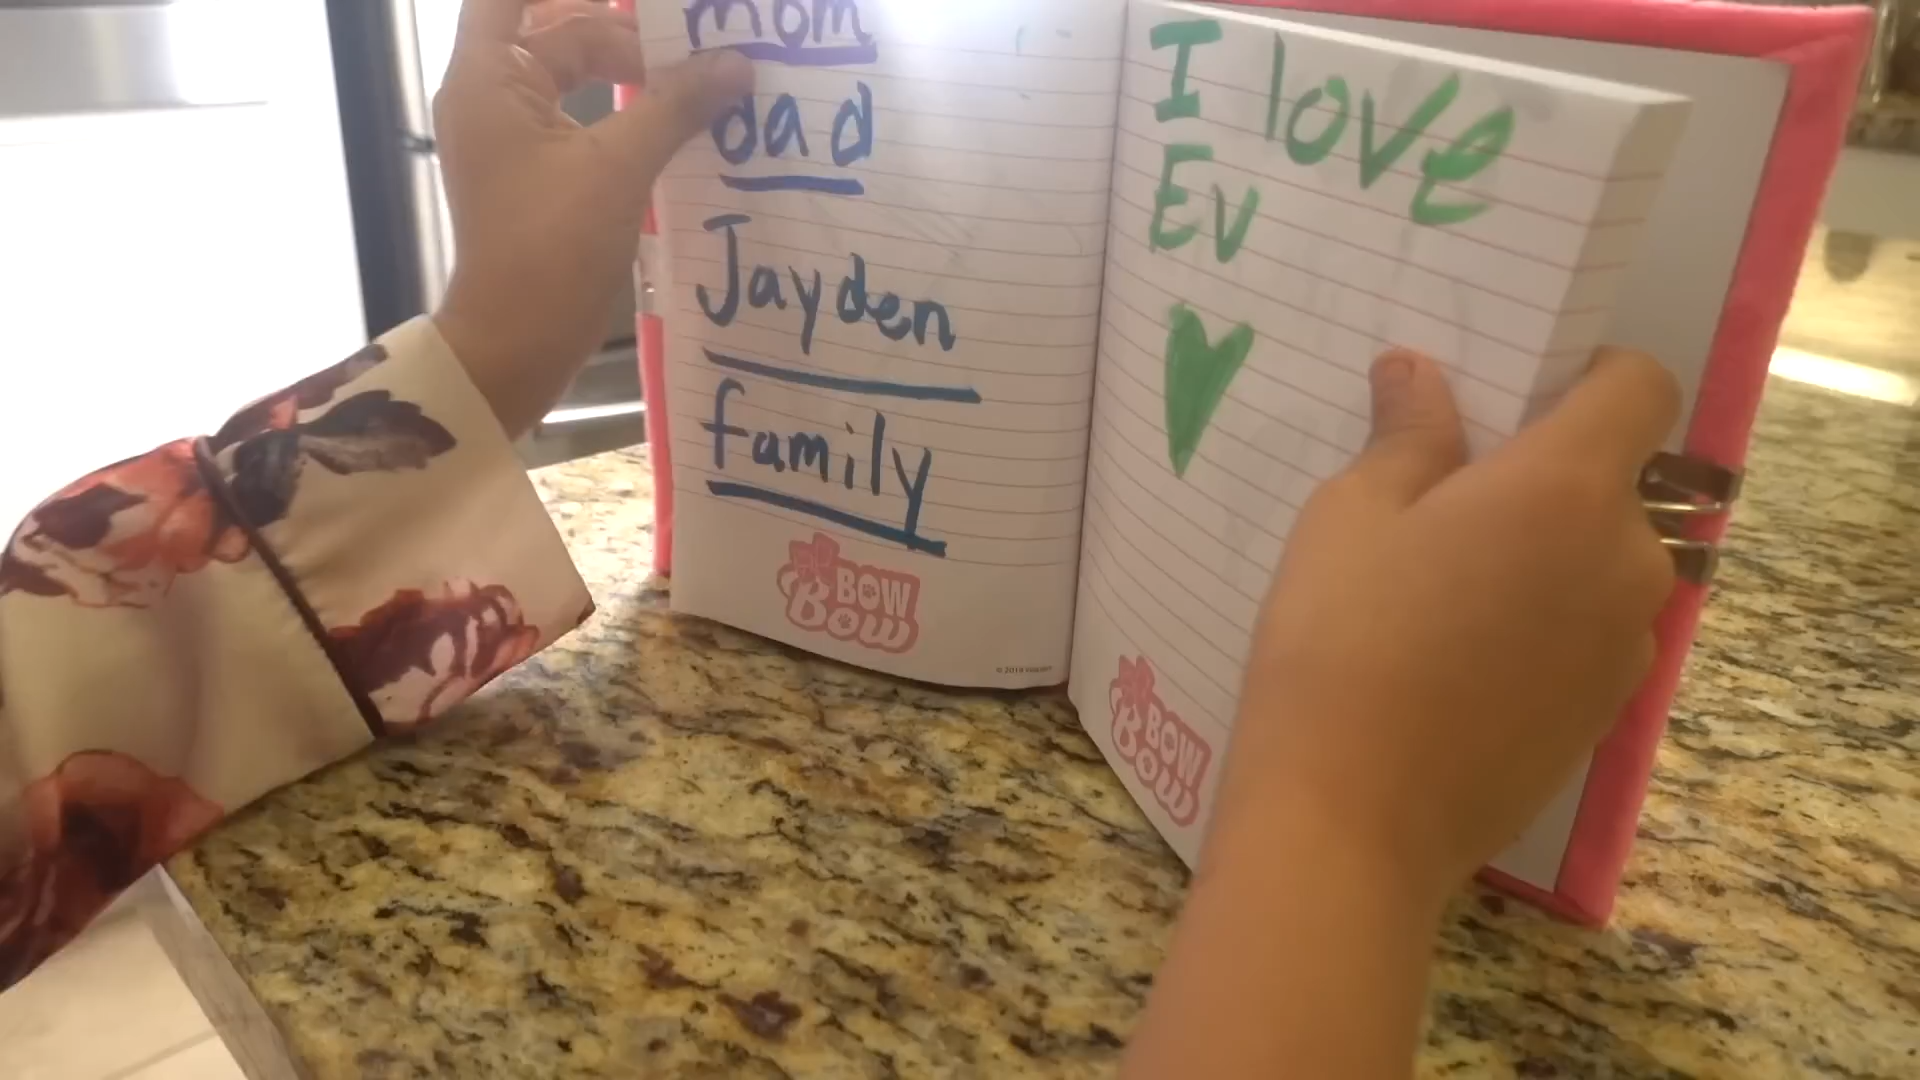 mom
dad
Jayden
family
BOW
BOW
I love
Ev
BOW
BOW